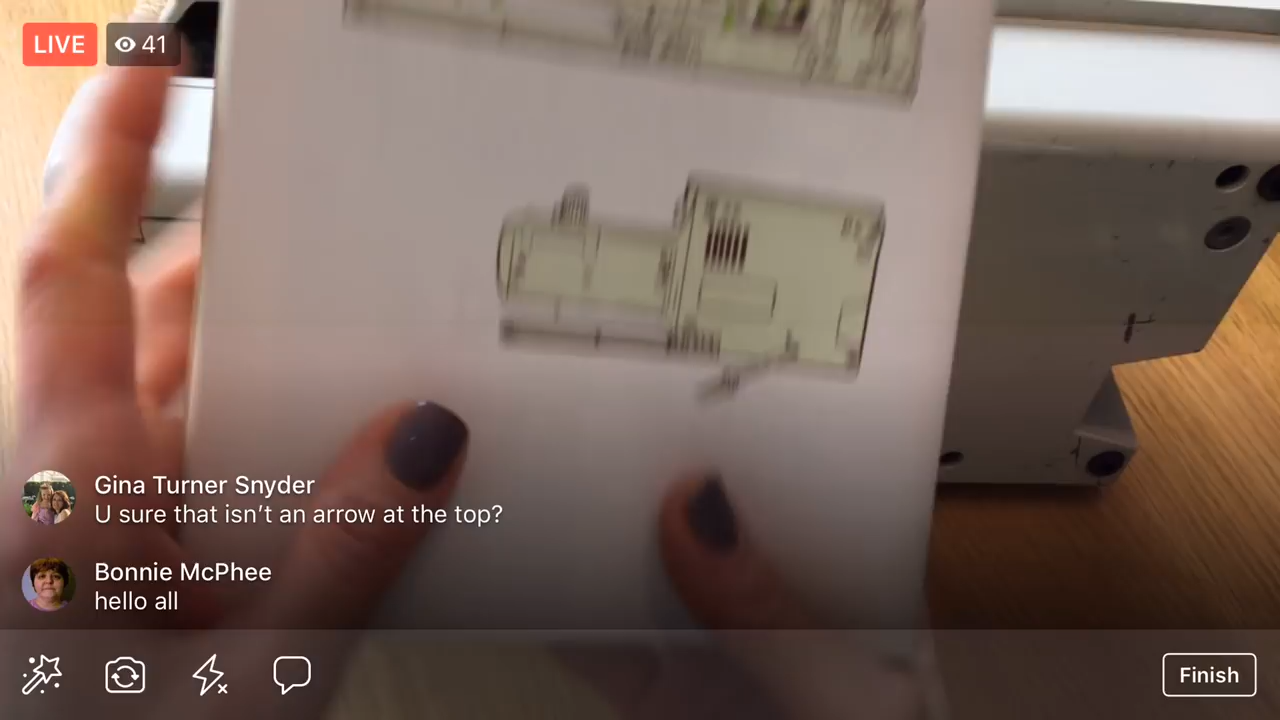 LIVE
41
Gina Turner Snyder
U sure that isn't an arrow at the top?
Bonnie McPhee
hello all
Finish